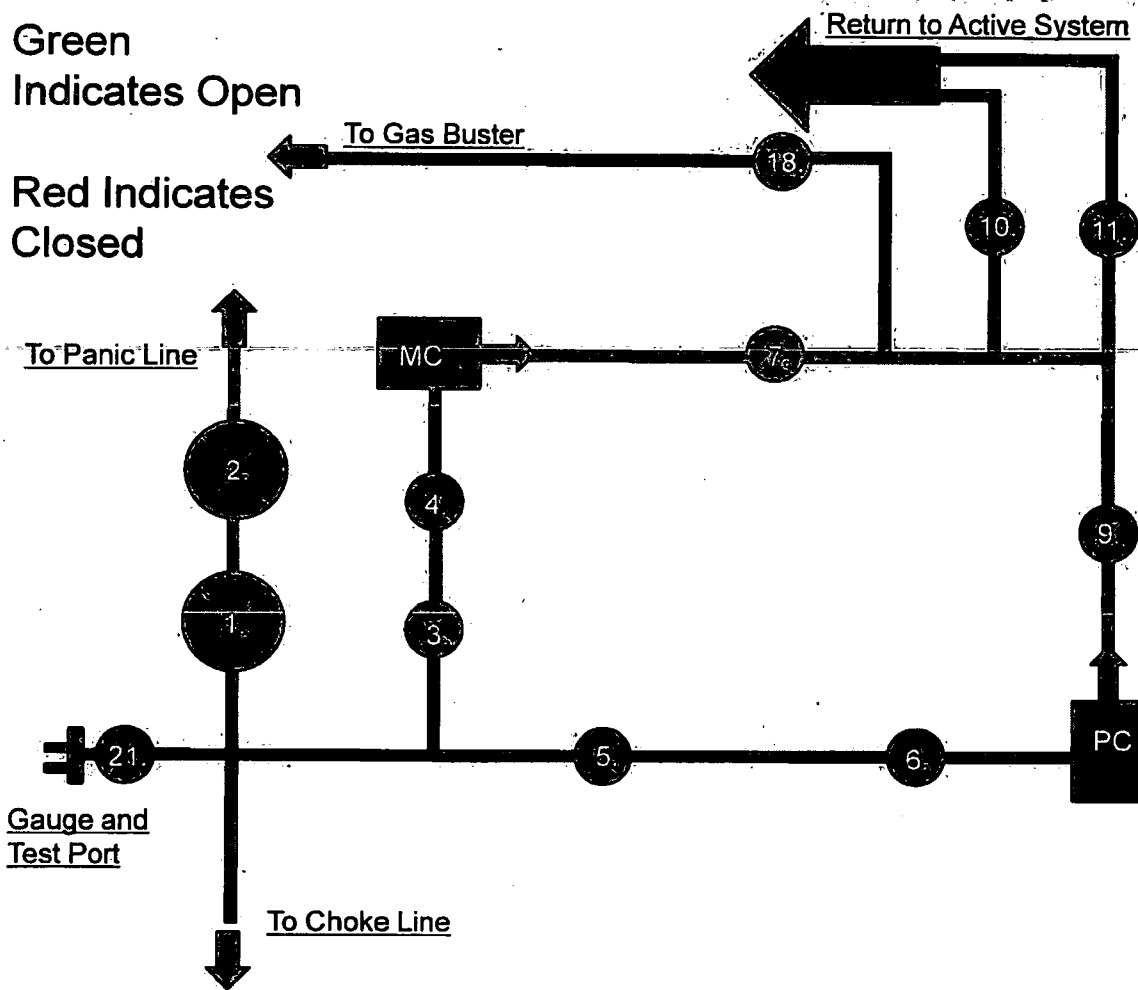 Green
Indicates Open
Return to Active System
To Gas Buster
18
Red Indicates
Closed
10
11
To Panic Line
MC
7
2
4
9
1
3
21
5
6
PC
Gauge and
Test Port
To Choke Line